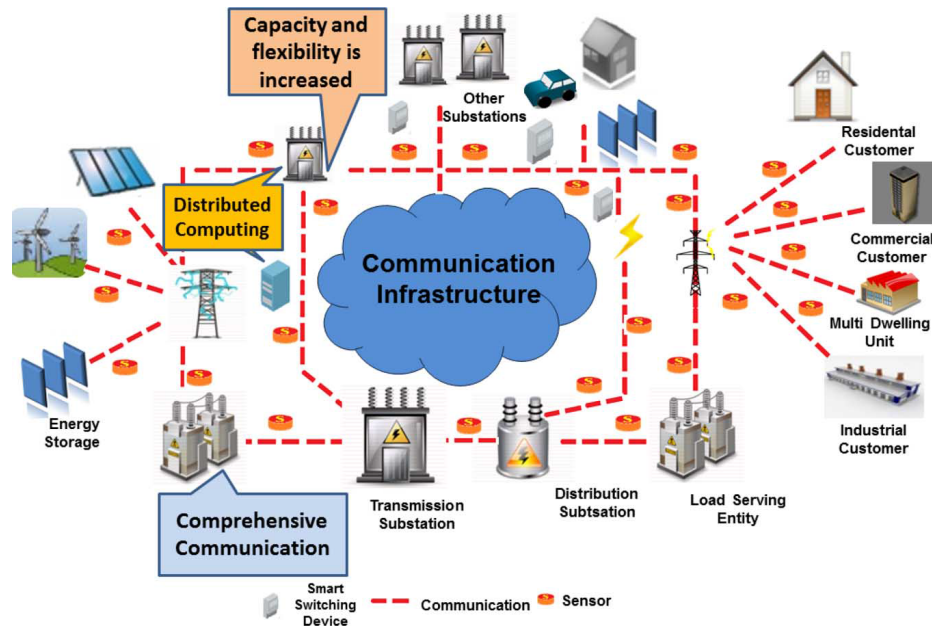 Capacity and
flexibility is
increased
Other
Substations
Residental
Customer
Distributed
Computing
Communication
Infrastructure
Commercial
Customer
Multi Dwelling
Unit
Energy
Storage
Industrial
Customer
Transmission
Substation
Distribution
Subtsation
Load Serving
Entity
Comprehensive
Communication
Smart
Switching
Device
Communication
S Sensor